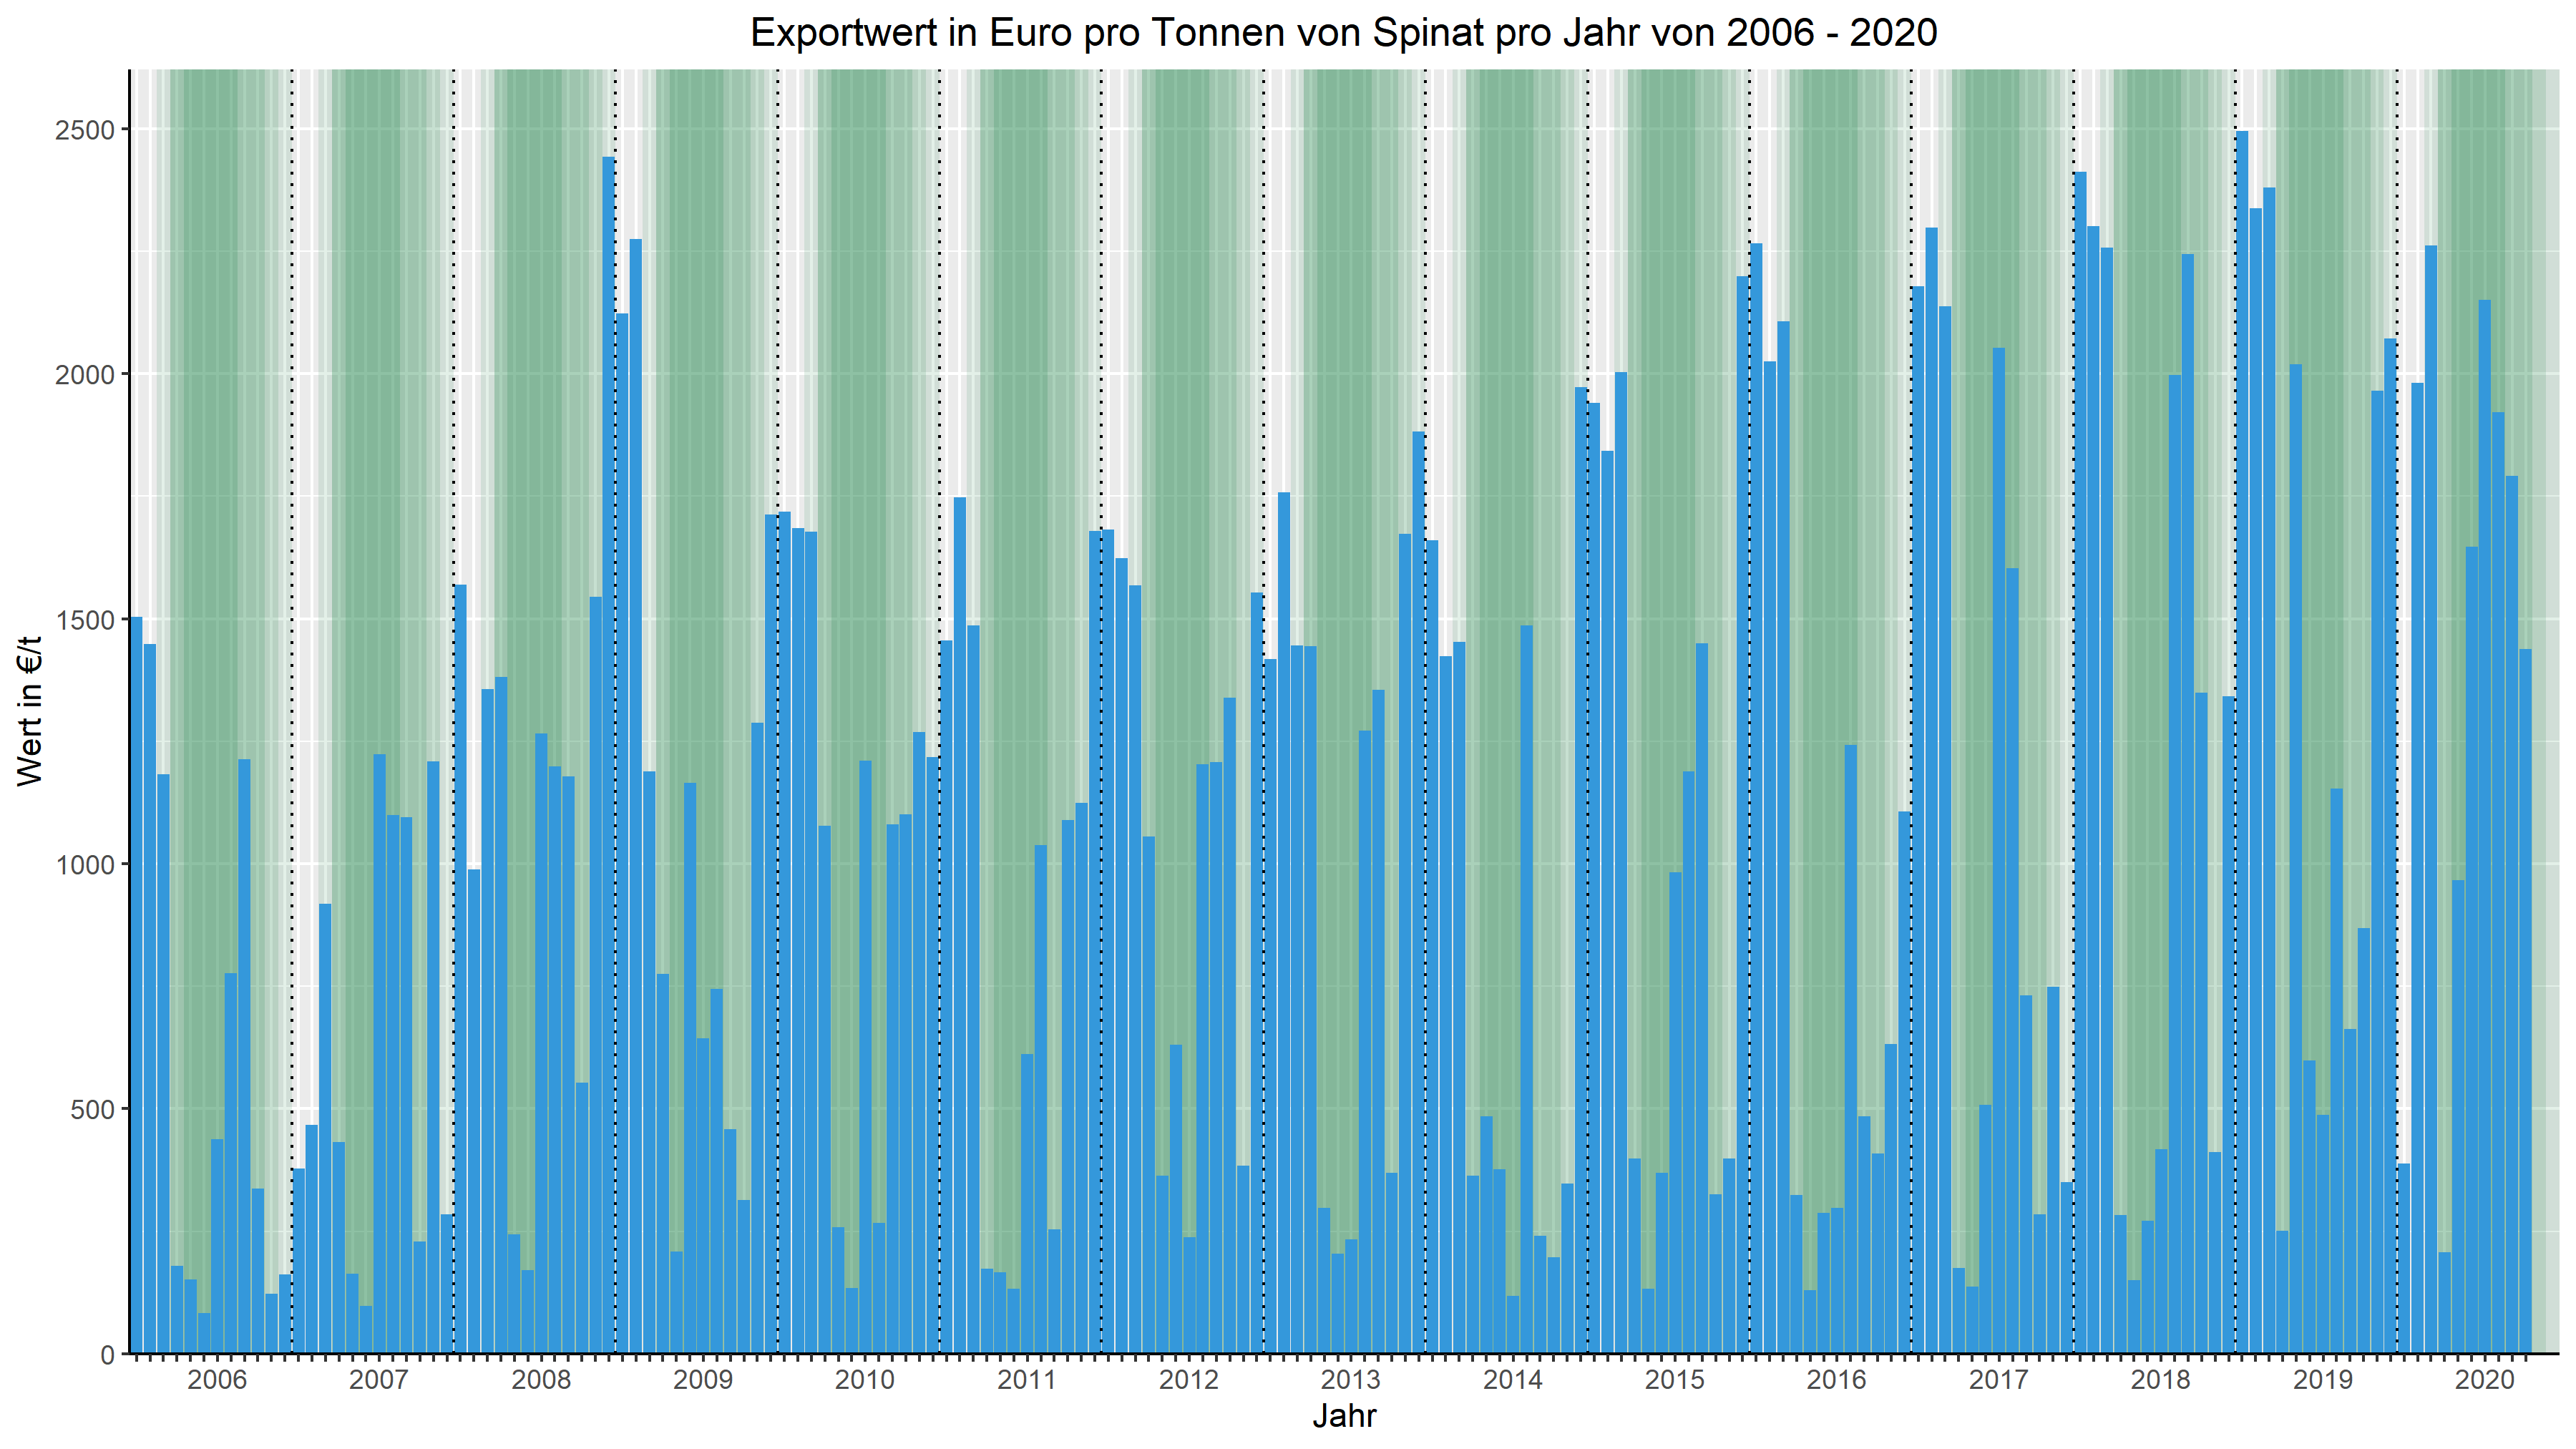 Exportwert in Euro pro Tonnen von Spinat pro Jahr von 2006 - 2020
Wert in €/t
2500
2000
1500
1000
500
0
2006 2007 2008 2009 2010 2011 2012 2013 2014 2015 2016 2017 2018 2019 2020
Jahr